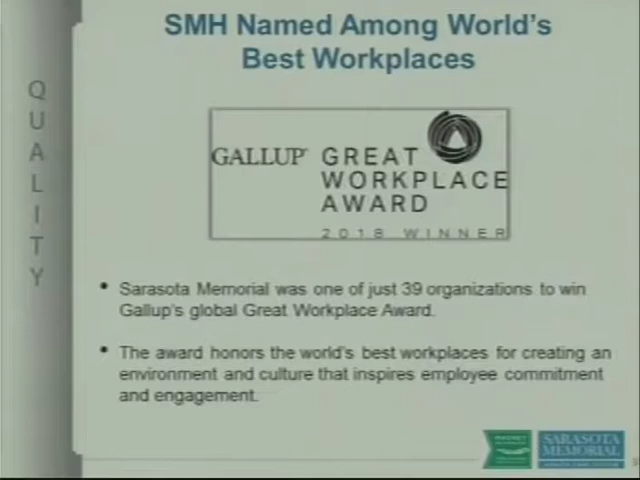 SMH Named Among World's
Best Workplaces
QUALITY
GALLUP® GREAT
WORKPLACE
AWARD
2018 WINNER
• Sarasota Memorial was one of just 39 organizations to win
Gallup's global Great Workplace Award.
• The award honors the world's best workplaces for creating an
environment and culture that inspires employee commitment
and engagement.
MAGNET
SARASOTA
MEMORIAL